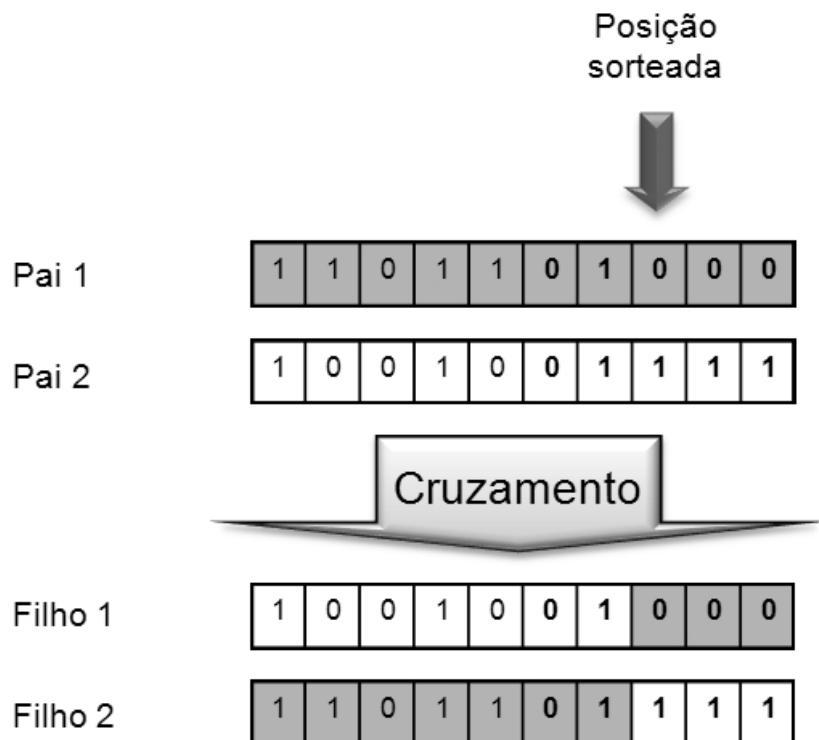 Posição
sorteada
Pai 1 1 1 0 1 1 0 1 0 0 0
Pai 2 1 0 0 1 0 0 1 1 1 1
Cruzamento
Filho 1 1 0 0 1 0 0 1 0 0 0
Filho 2 1 1 0 1 1 0 1 1 1 1